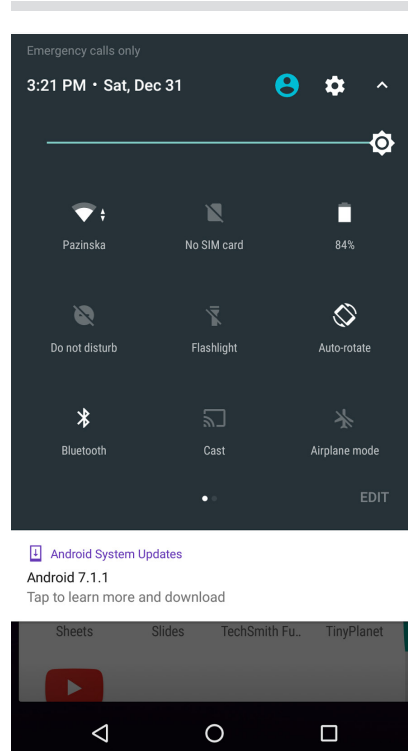 Emergency calls only
3:21 PM • Sat, Dec 31
Pazinska
No SIM card
84%
Do not disturb
Flashlight
Auto-rotate
Bluetooth
Cast
Airplane mode
EDIT
Android System Updates
Android 7.1.1
Tap to learn more and download
Sheets
Slides
TechSmith Fu..
TinyPlanet